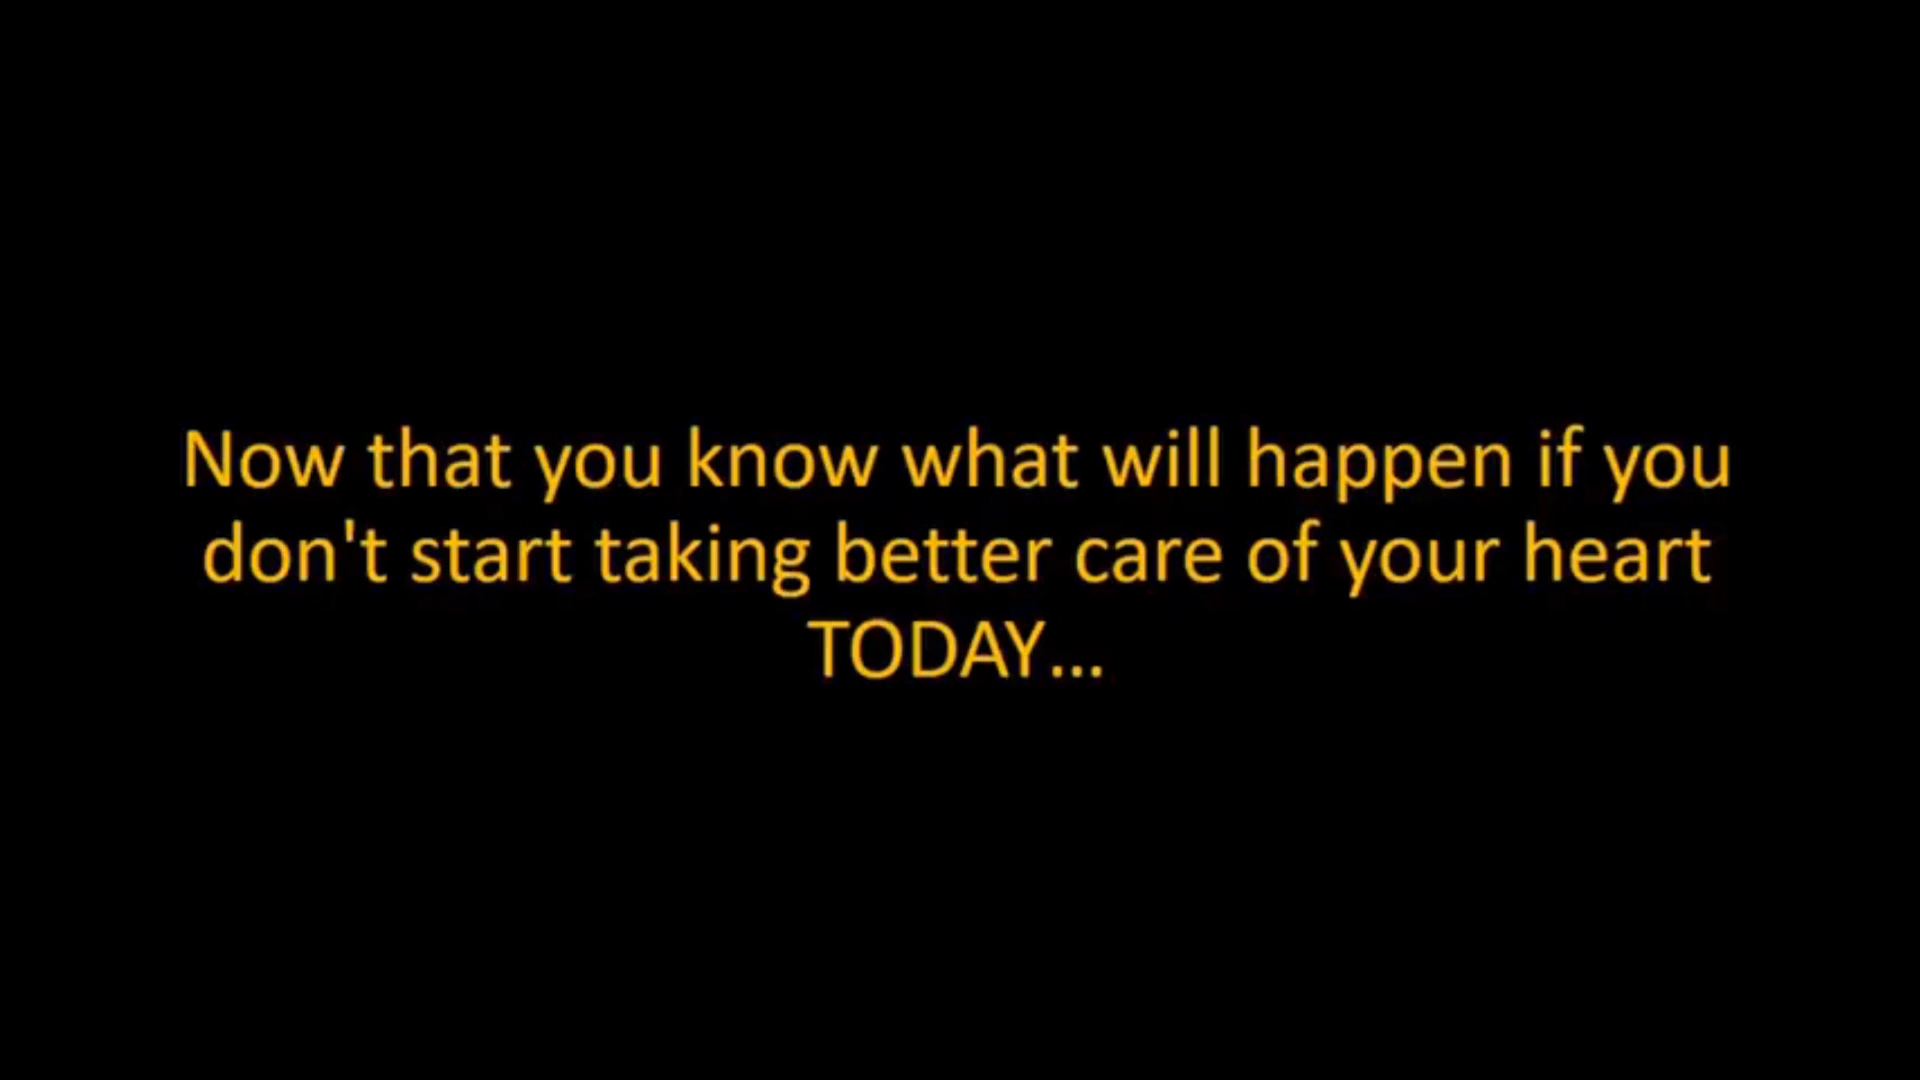 Now that you know what will happen if you
don't start taking better care of your heart
TODAY...